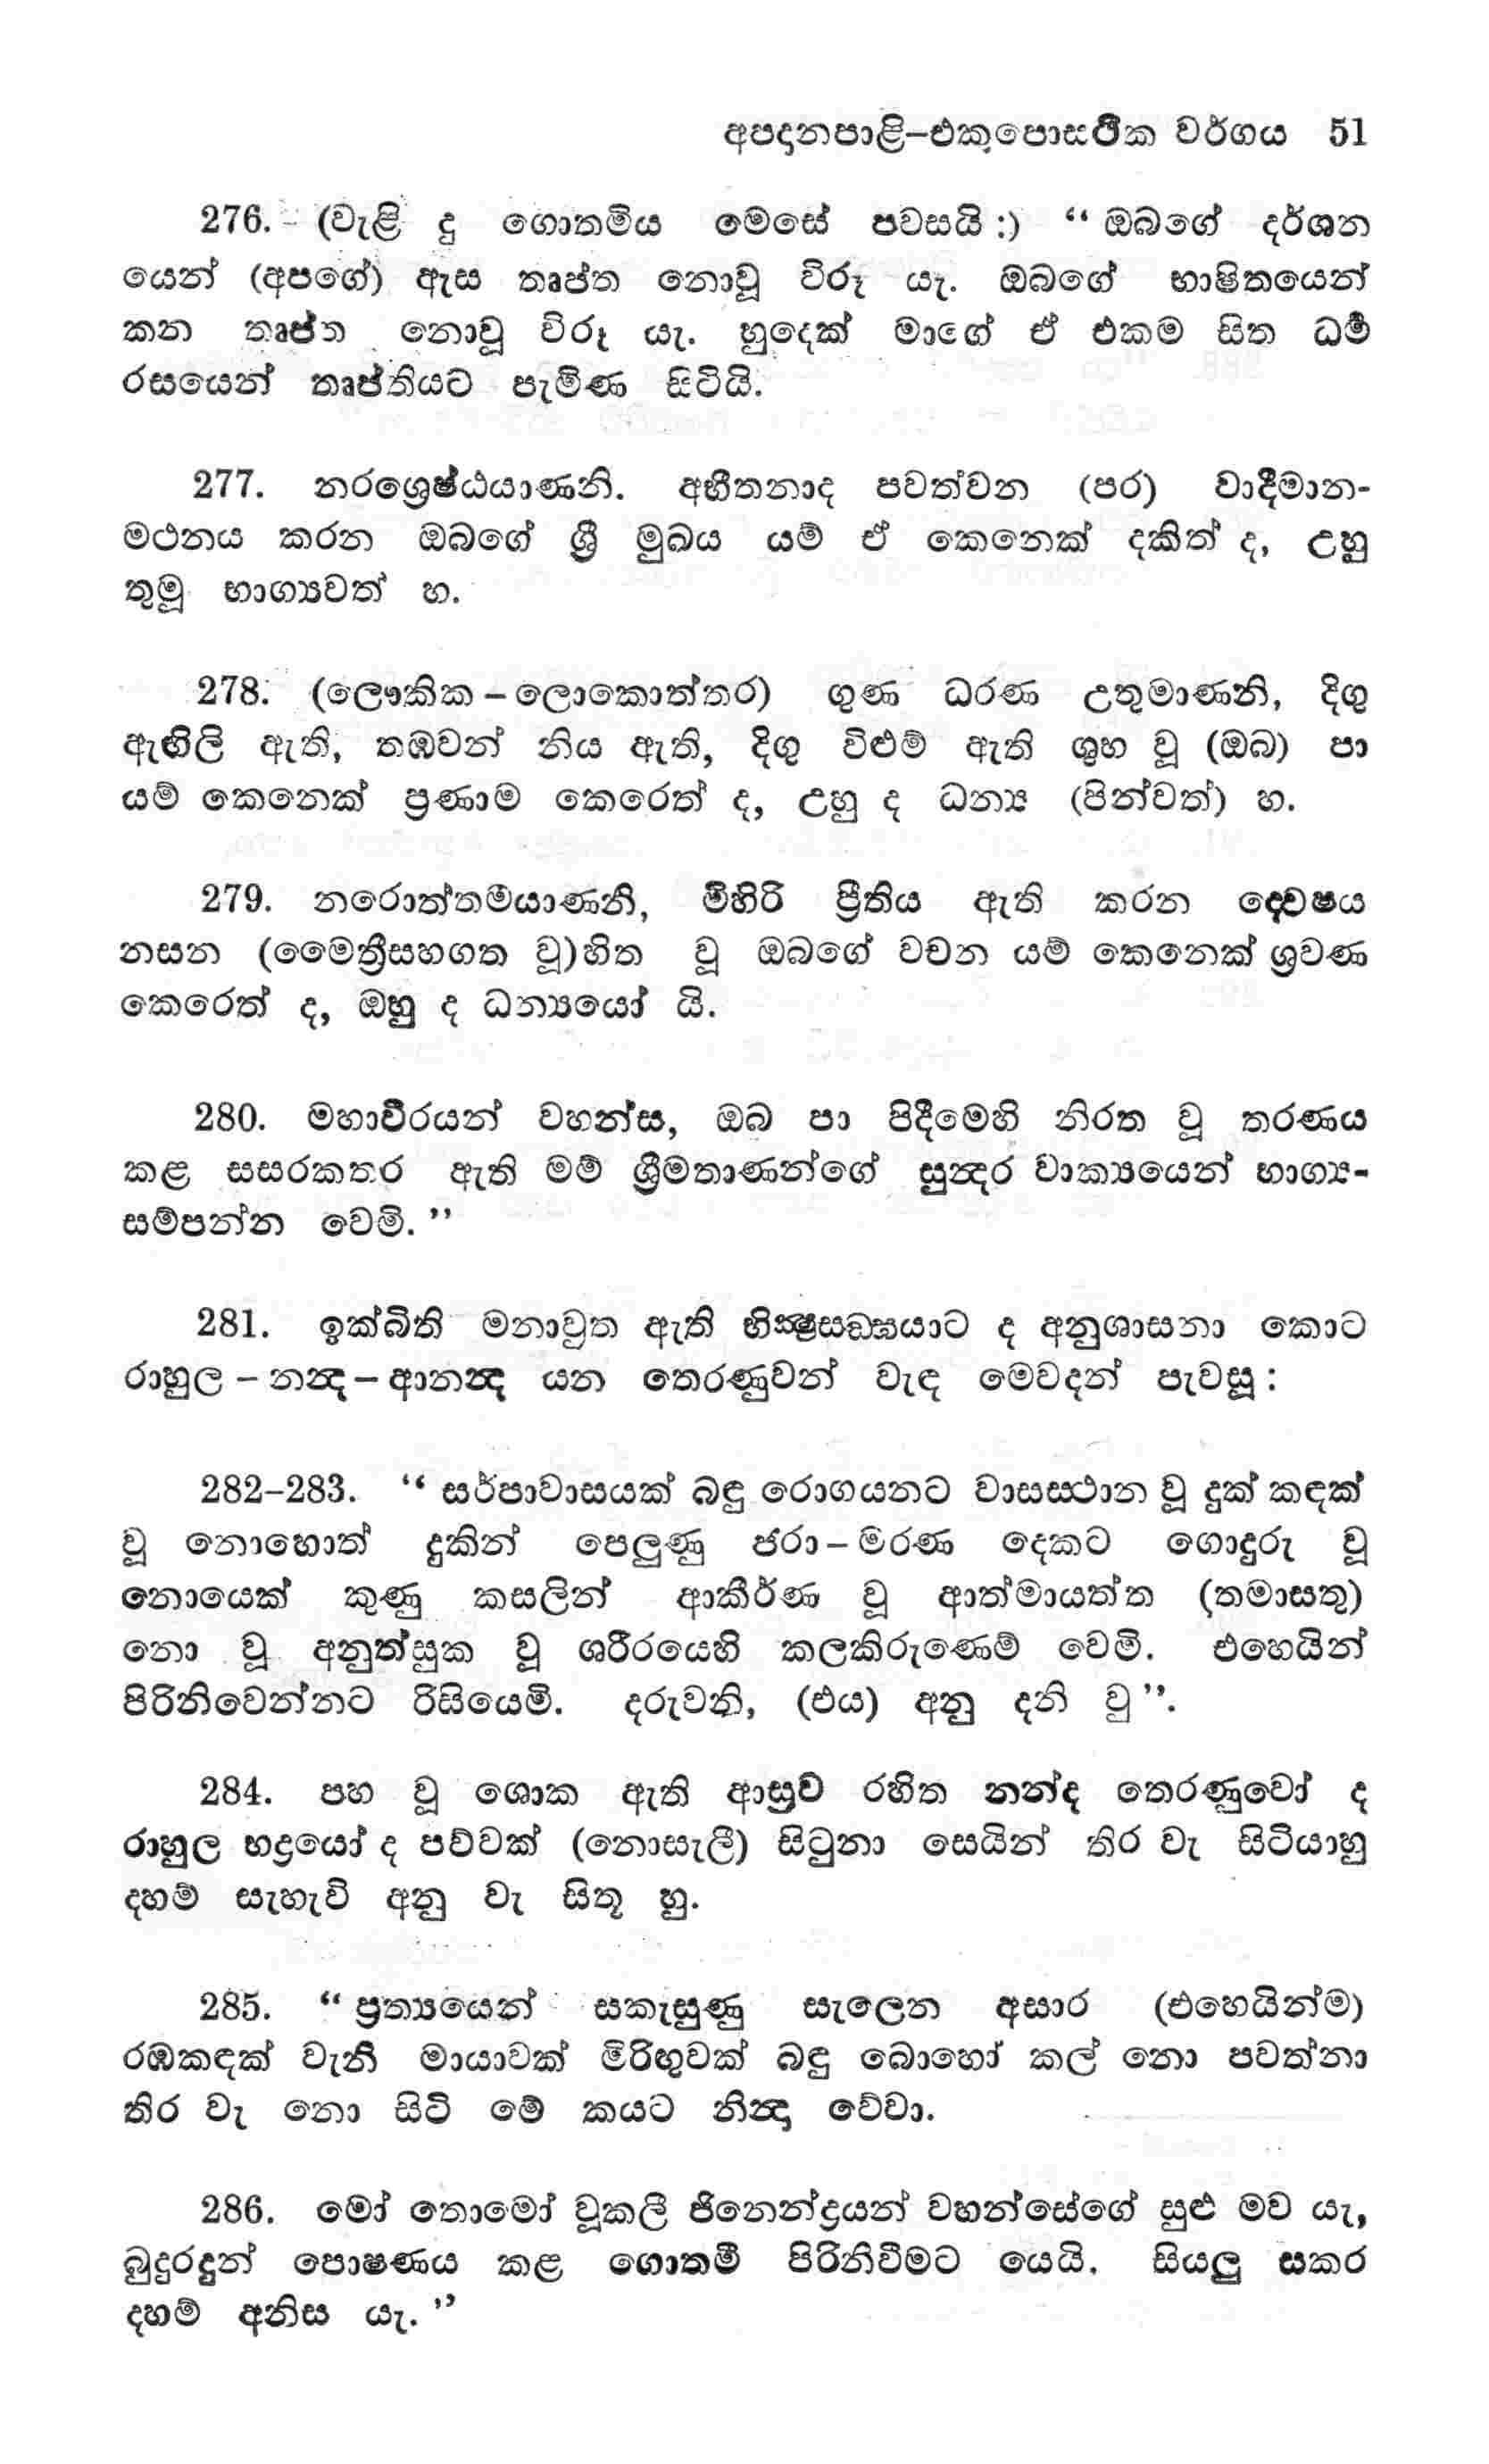 අපදානපාළි–එකූපොසථික වර්ගය 51
276. (වැළි දු ගොතමිය මෙසේ පවසයි :) “ ඔබගේ දර්ශන
යෙන් (අපගේ) ඇස තෘප්ත නොවූ විරූ යැ. ඔබගේ භාෂිතයෙන්
කන තෘප්ත නොවූ විරූ යැ. හුදෙක් මාගේ ඒ එකම සිත ධර්‍ම
රසයෙන් තෘප්තියට පැමිණ සිටියි.
277. නරශ්‍රෙෂ්ඨයාණනි. අභීතනාද පවත්වන (පර) වාදීමාන-
මථනය කරන ඔබගේ ශ්‍රී මුඛය යම් ඒ කෙනෙක් දකිත් ද, උහු
තුමූ භාග්‍යවත් හ.
278. (ලෞකික – ලොකොත්තර) ගුණ ධරණ උතුමාණනි, දිගු
ඇඟිලි ඇති, තඹවන් නිය ඇති, දිගු විළුම් ඇති ශුභ වූ (ඔබ) පා
යම් කෙනෙක් ප්‍රණාම කෙරෙත් ද, උහු ද ධන්‍ය (පින්වත්) හ.
279. නරොත්තමයාණනි, මිහිරි ප්‍රීතිය ඇති කරන ද්‍වෙෂය
නසන (මෛත්‍රීසහගත වූ)හිත වූ ඔබගේ වචන යම් කෙනෙක් ශ්‍රවණ
කෙරෙත් ද, ඔහු ද ධන්‍යයෝ යි.
280. මහාවීරයන් වහන්ස, ඔබ පා පිදීමෙහි නිරත වූ තරණය
කළ සසරකතර ඇති මම් ශ්‍රීමතාණන්ගේ සුන්‍දර වාක්‍යයෙන් භාග්‍ය-
සම්පන්න වෙමි. ”
281. ඉක්බිති මනාවුත ඇති භික්‍ෂුසඞ්ඝයාට ද අනුශාසනා කොට
රාහුල – නන්‍ද – ආනන්‍ද යන තෙරණුවන් වැඳ මෙවදන් පැවසූ :
282–283. “ සර්පාවාසයක් බඳු රොගයනට වාසස්ථාන වූ දුක් කඳක්
වූ නොහොත් දුකින් පෙලුණු ජරා – මරණ දෙකට ගොදුරු වූ
නොයෙක් කුණු කසලින් ආකීර්ණ වූ ආත්මායත්ත (තමාසතු)
නො වූ අනුත්සුක වූ ශරීරයෙහි කලකිරුණෙම් වෙමි. එහෙයින්
පිරිනිවෙන්නට රිසියෙමි. දරුවනි, (එය) අනු දනි වු ”.
284. පහ වූ ශොක ඇති ආස්‍රව රහිත නන්ද තෙරණුවෝ ද
රාහුල භද්‍රයෝ ද පව්වක් (නොසැලී) සිටුනා සෙයින් තිර වැ සිටියාහු
දහම් සැහැවි අනු වැ සිතූ හු.
285. “ ප්‍රත්‍යයෙන් සකැසුණු සැලෙන අසාර (එහෙයින්ම)
රඹකඳක් වැනි මායාවක් මිරිඟුවක් බඳු බොහෝ කල් නො පවත්නා
තිර වැ නො සිටි මේ කයට නින්‍දා වේවා.
286. මෝ තොමෝ වූකලී ජිනෙන්ද්‍රයන් වහන්සේගේ සුළු මව යැ,
බුදුරදුන් පොෂණය කළ ගොතමී පිරිනිවීමට යෙයි. සියලු සකර
දහම් අනිස යැ. ”